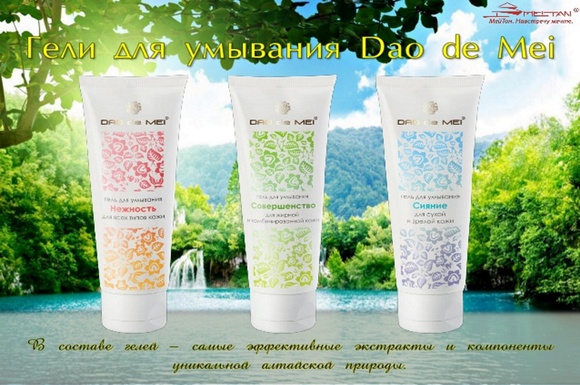 MEITAN®
МейТан. Навстречу мечте.
Гели для умывания Dao de Mei
DAO de MEI®
гель для умывания
Нежность
для всех типов кожи
DAO de MEI®
гель для умывания
Совершенство
для жирной
и комбинированной кожи
DAO de MEI®
гель для умывания
Сияние
для сухой
и зрелой кожи
В составе гелей – самые эффективные экстракты и компоненты
уникальной алтайской природы.